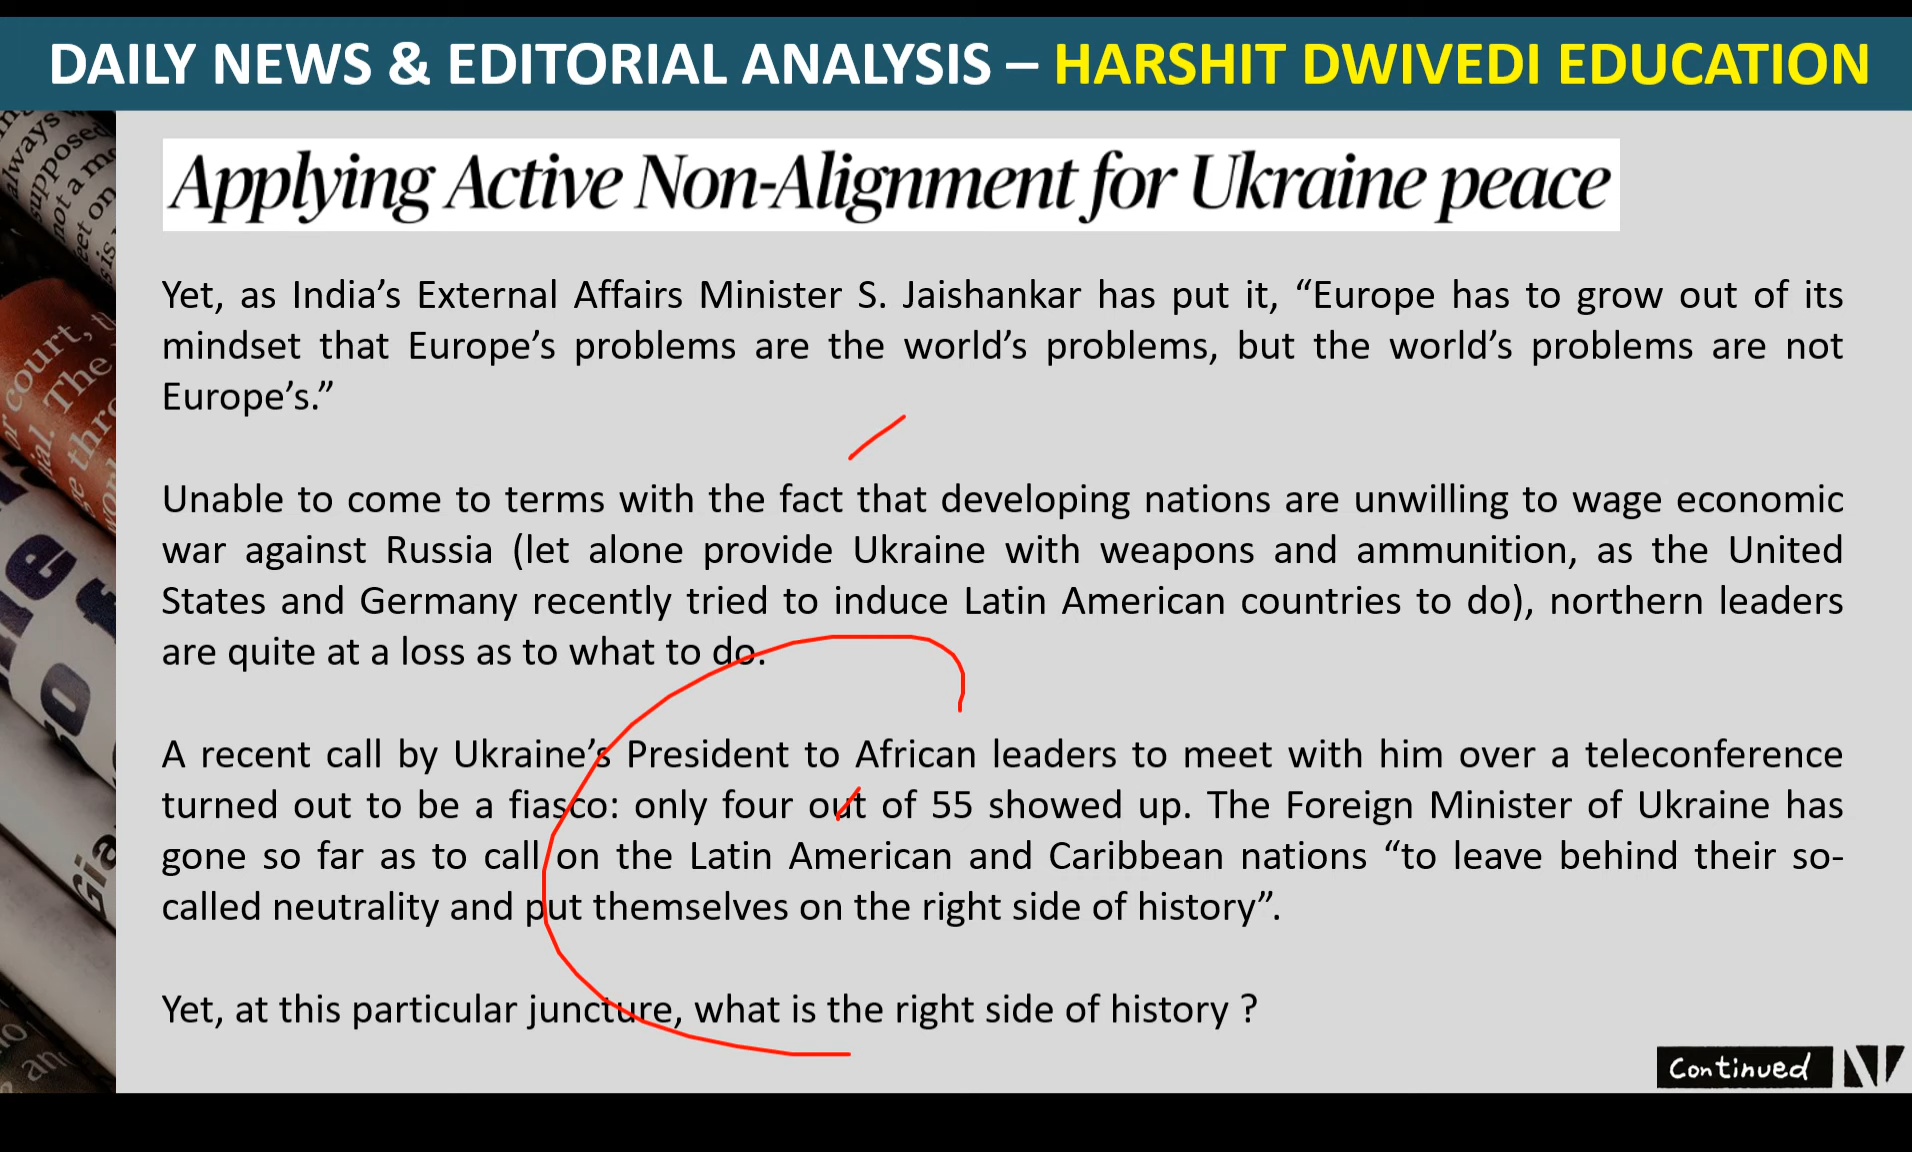 DAILY NEWS & EDITORIAL ANALYSIS – HARSHIT DWIVEDI EDUCATION
Applying Active Non-Alignment for Ukraine peace
Yet, as India’s External Affairs Minister S. Jaishankar has put it, “Europe has to grow out of its
mindset that Europe’s problems are the world’s problems, but the world’s problems are not
Europe’s.”
Unable to come to terms with the fact that developing nations are unwilling to wage economic
war against Russia (let alone provide Ukraine with weapons and ammunition, as the United
States and Germany recently tried to induce Latin American countries to do), northern leaders
are quite at a loss as to what to do.
A recent call by Ukraine’s President to African leaders to meet with him over a teleconference
turned out to be a fiasco: only four out of 55 showed up. The Foreign Minister of Ukraine has
gone so far as to call on the Latin American and Caribbean nations “to leave behind their so-
called neutrality and put themselves on the right side of history”.
Yet, at this particular juncture, what is the right side of history ?
Continued
always
supposed
not a
court,
The